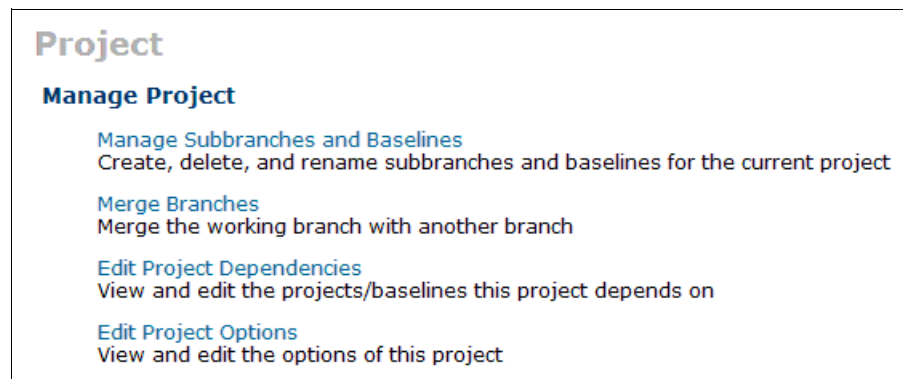 Project
Manage Project
Manage Subbranches and Baselines
Create, delete, and rename subbranches and baselines for the current project
Merge Branches
Merge the working branch with another branch
Edit Project Dependencies
View and edit the projects/baselines this project depends on
Edit Project Options
View and edit the options of this project